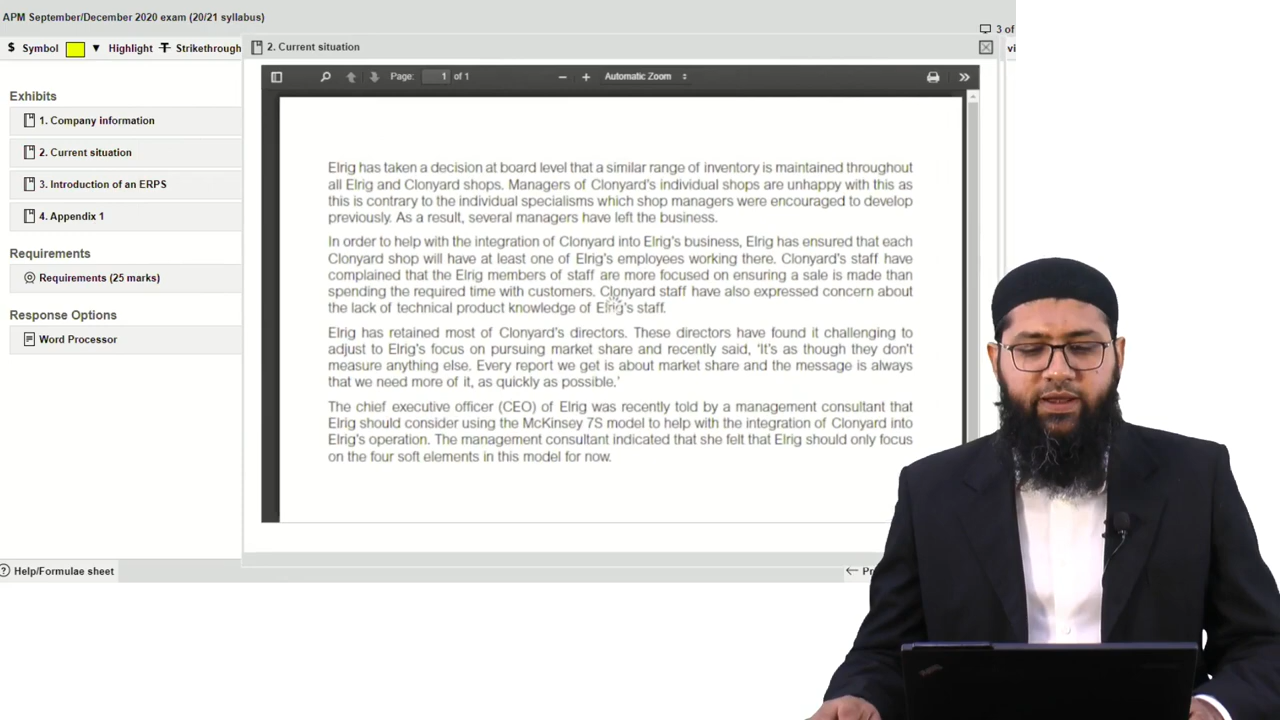 APM September/December 2020 exam (20/21 syllabus)
3 of
$ Symbol Highlight T Strikethrough
2. Current situation
Page: 1 of 1
Automatic Zoom
Exhibits
1. Company information
2. Current situation
3. Introduction of an ERPS
4. Appendix 1
Requirements
Requirements (25 marks)
Response Options
Word Processor
Elrig has taken a decision at board level that a similar range of inventory is maintained throughout
all Elrig and Clonyard shops. Managers of Clonyard's individual shops are unhappy with this as
this is contrary to the individual specialisms which shop managers were encouraged to develop
previously. As a result, several managers have left the business.
In order to help with the integration of Clonyard into Elrig's business, Elrig has ensured that each
Clonyard shop will have at least one of Elrig's employees working there. Clonyard's staff have
complained that the Elrig members of staff are more focused on ensuring a sale is made than
spending the required time with customers. Clonyard staff have also expressed concern about
the lack of technical product knowledge of Elrig's staff.
Elrig has retained most of Clonyard's directors. These directors have found it challenging to
adjust to Elrig's focus on pursuing market share and recently said, 'It's as though they don't
measure anything else. Every report we get is about market share and the message is always
that we need more of it, as quickly as possible.'
The chief executive officer (CEO) of Elrig was recently told by a management consultant that
Elrig should consider using the McKinsey 7S model to help with the integration of Clonyard into
Elrig's operation. The management consultant indicated that she felt that Elrig should only focus
on the four soft elements in this model for now.
Help/Formulae sheet